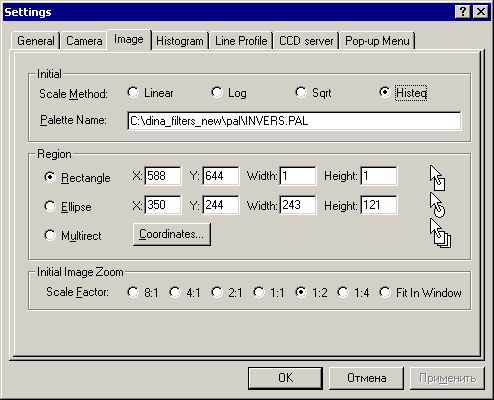 Settings
General Camera Image Histogram Line Profile CCD server Pop-up Menu
Initial
Scale Method: Linear Log Sqrt Histeq
Palette Name: C:\dina_filters_new\pal\INVERS.PAL
Region
Rectangle X: 588 Y: 644 Width: 1 Height: 1
Ellipse X: 350 Y: 244 Width: 243 Height: 121
Multirect Coordinates...
Initial Image Zoom
Scale Factor: 8:1 4:1 2:1 1:1 1:2 1:4 Fit In Window
OK Отмена Применить